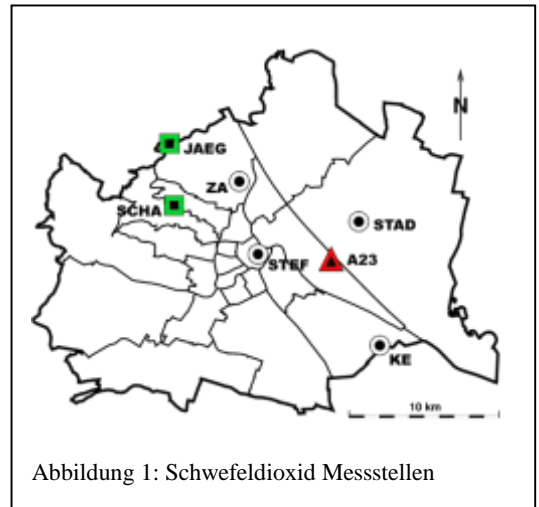 N
JAEG
ZA
SCHA
STAD
STEF
A23
KE
10 km
Abbildung 1: Schwefeldioxid Messstellen